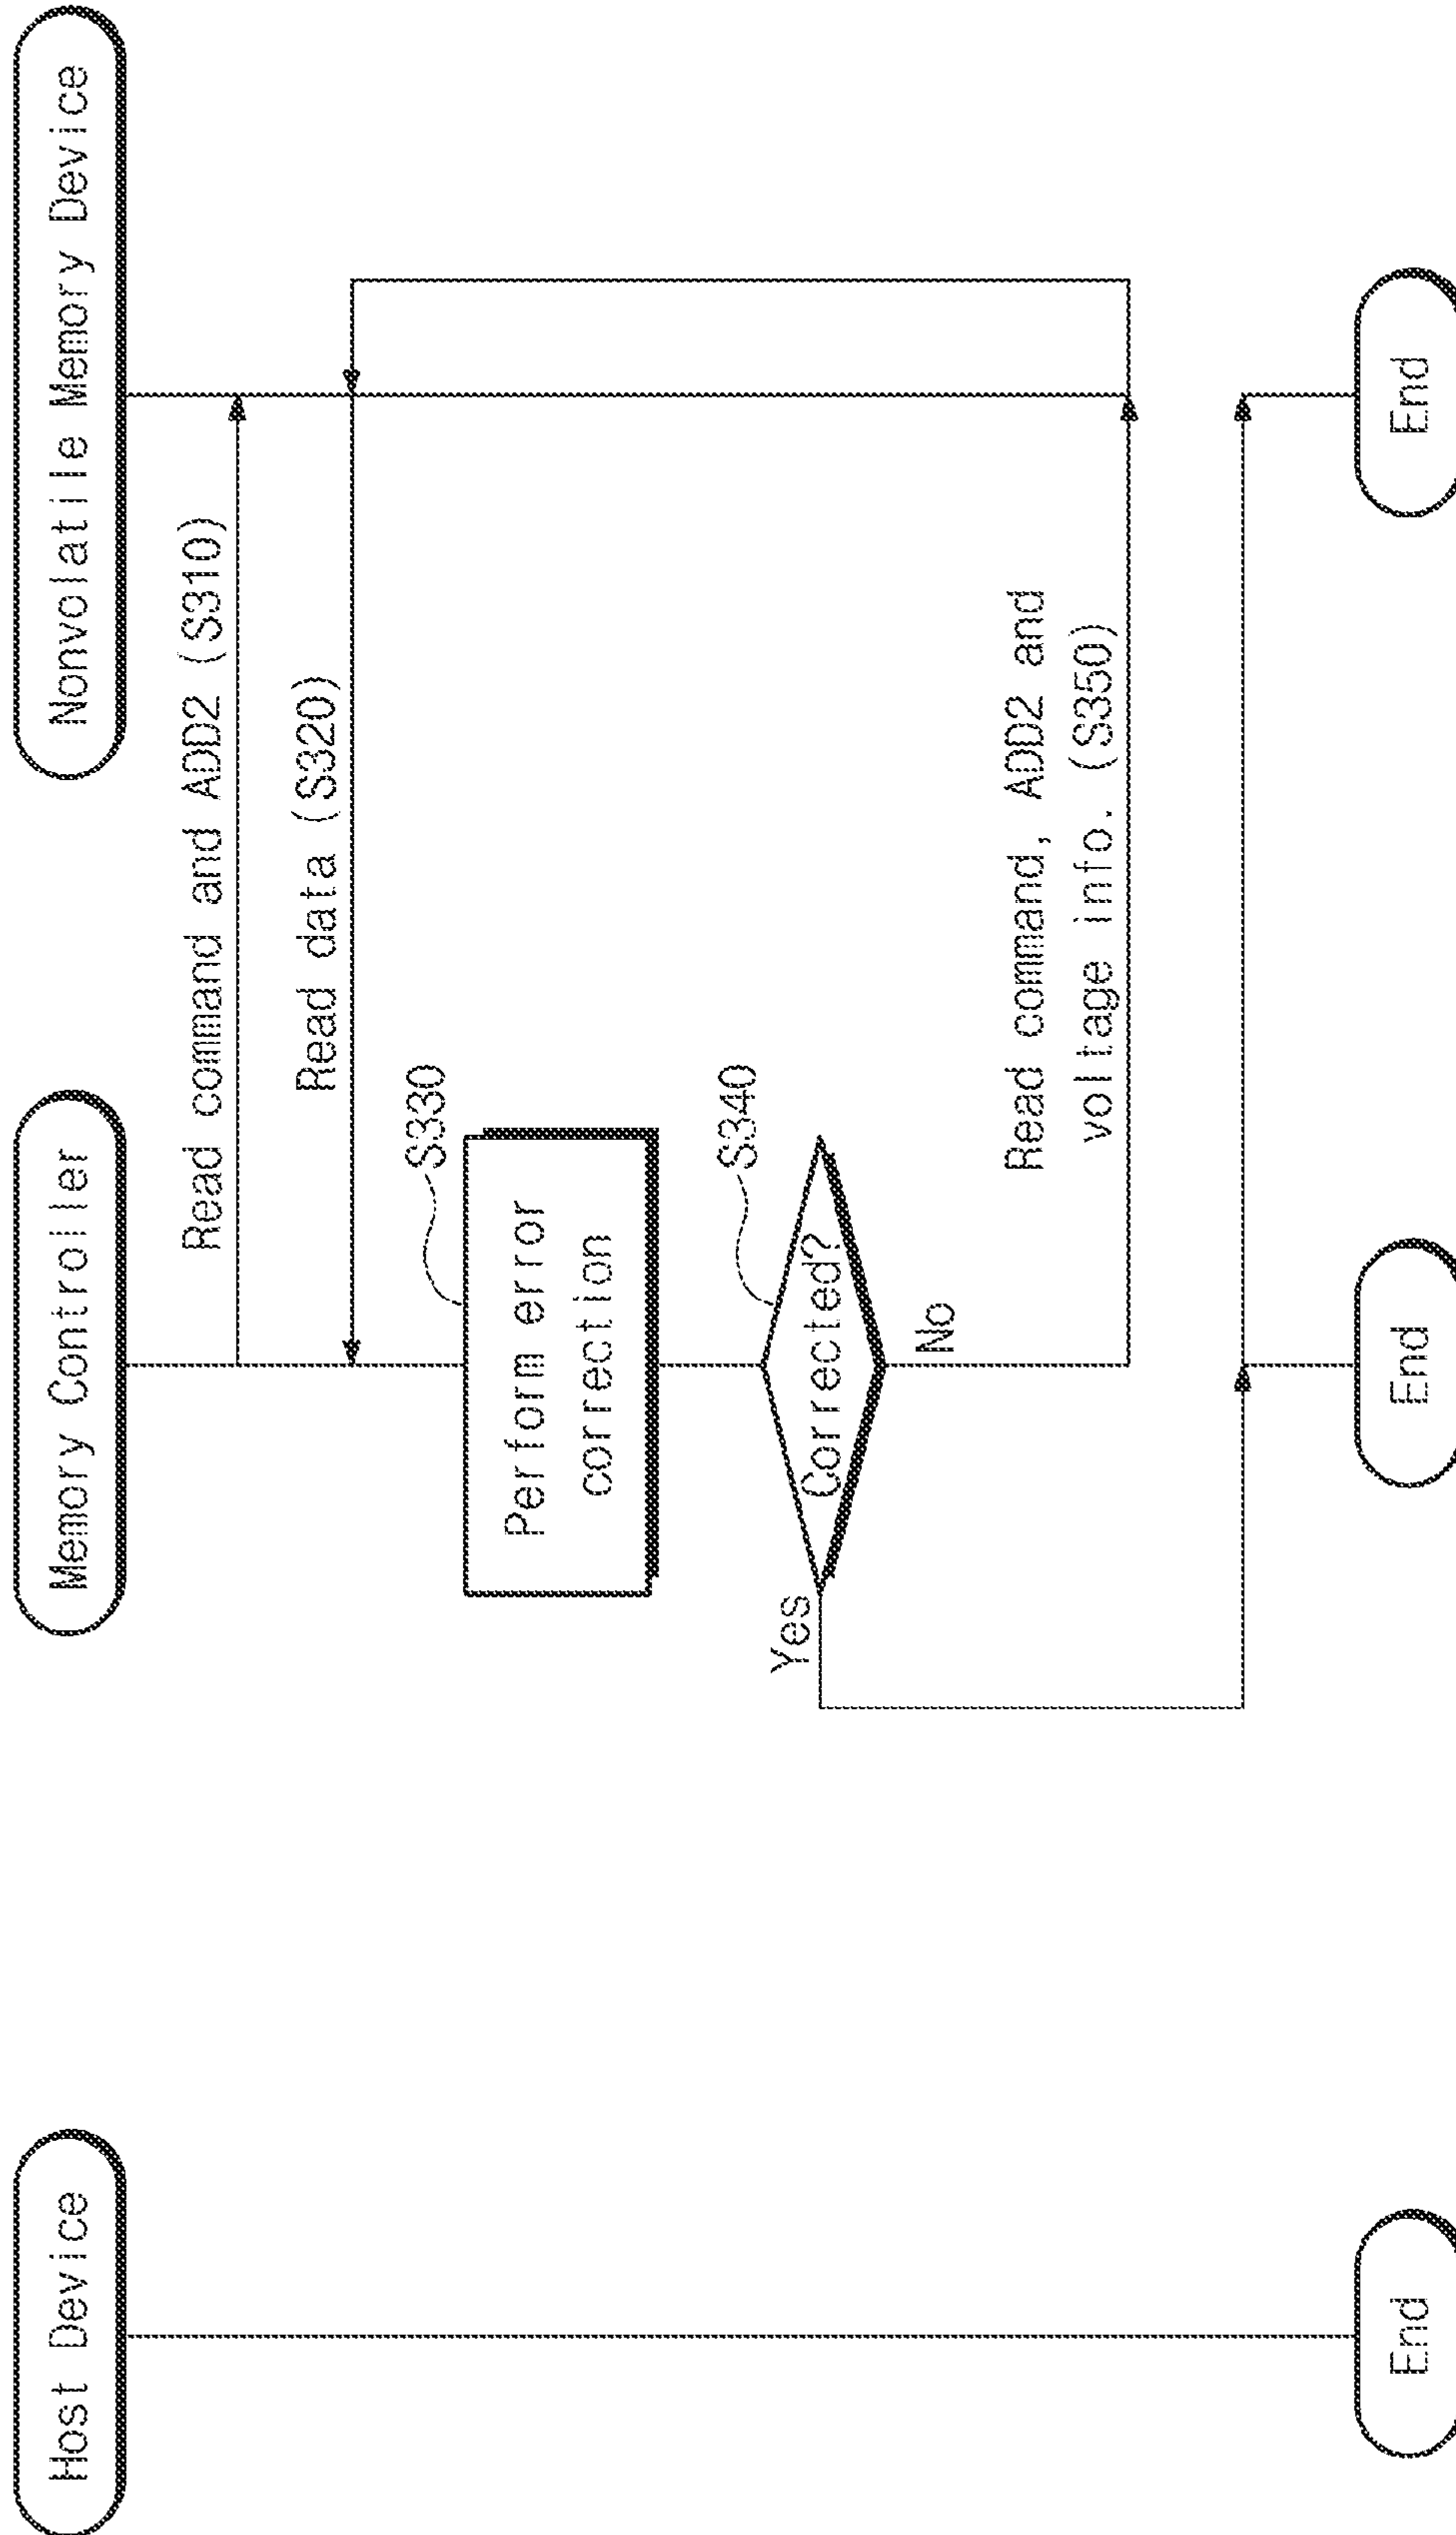 Host Device
Memory Controller
Nonvolatile Memory Device
Read command and ADD2 (S310)
Read data (S320)
S330
Perform error
correction
S340
Corrected?
Yes
No
Read command, ADD2 and
voltage info. (S350)
End
End
End